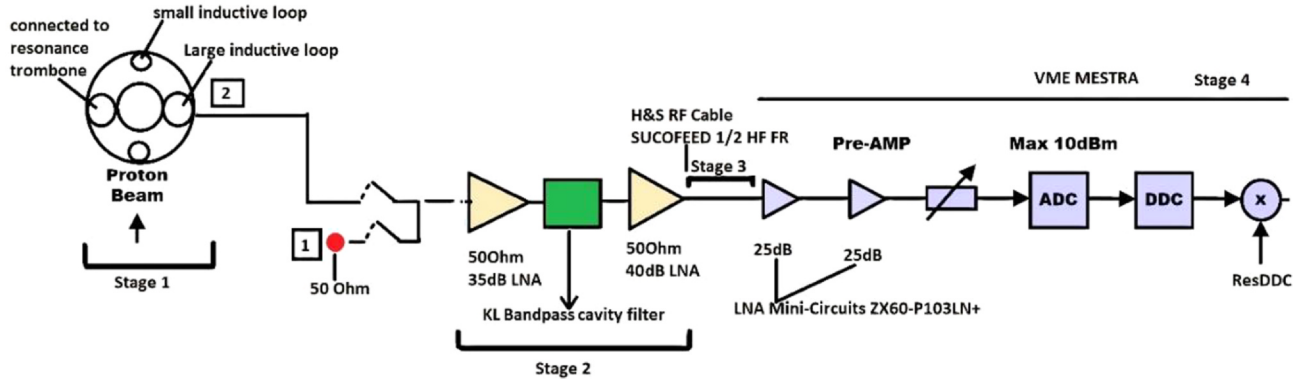 small inductive loop
connected to
resonance
trombone
Large inductive loop
2
Proton
Beam
Stage 1
1
50 Ohm
50Ohm
35dB LNA
KL Bandpass cavity filter
Stage 2
50Ohm
40dB LNA
H&S RF Cable
SUCOFEED 1/2 HF FR
Stage 3
VME MESTRA
Stage 4
Pre-AMP
Max 10dBm
25dB
25dB
LNA Mini-Circuits ZX60-P103LN+
ADC
DDC
X
ResDDC